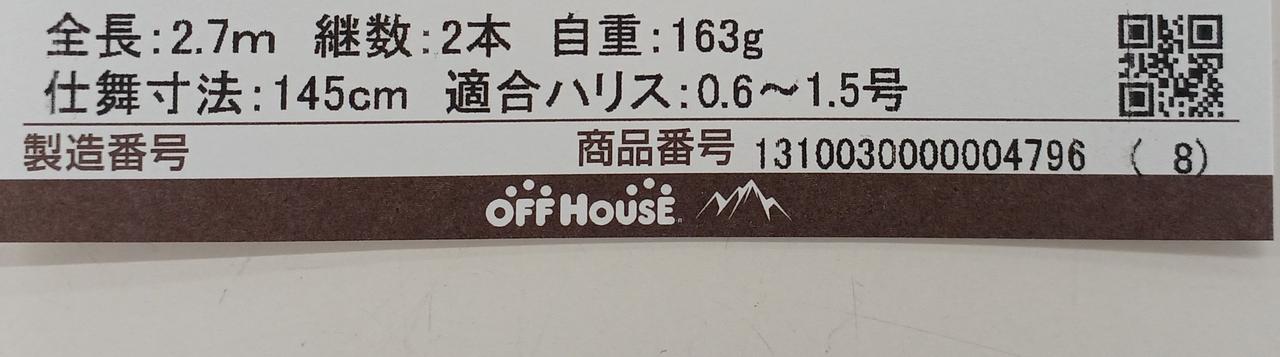 全長:2.7m 継数:2本 自重:163g
仕舞寸法:145cm 適合ハリス:0.6~1.5号
製造番号 商品番号 1310030000004796 ( 8)
OFF HOUSE